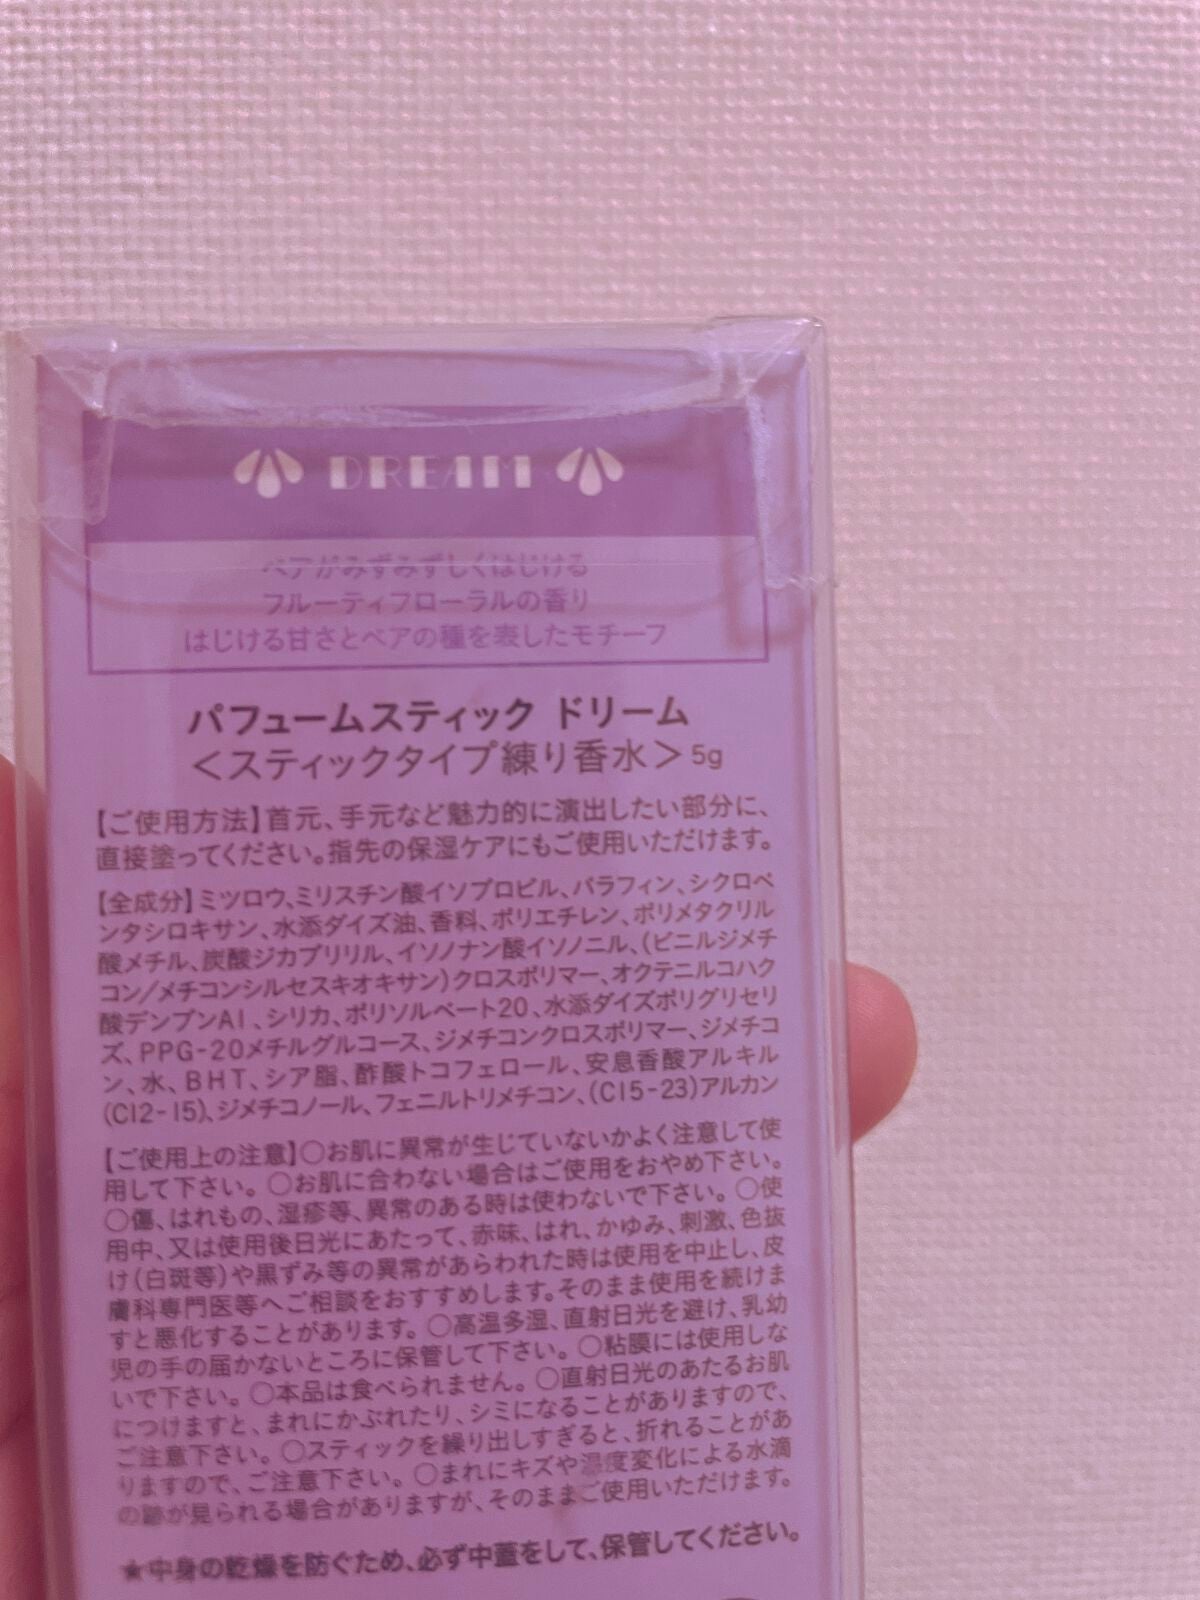 DREAM
ペアがみずみずしくはじける
フルーティフローラルの香り
はじける甘さとペアの種を表したモチーフ
パフュームスティック ドリーム
＜スティックタイプ練り香水＞5g
【ご使用方法】首元、手元など魅力的に演出したい部分に、
直接塗ってください。指先の保湿ケアにもご使用いただけます。
【全成分】ミツロウ、ミリスチン酸イソプロピル、パラフィン、シクロペ
ンタシロキサン、水添ダイズ油、香料、ポリエチレン、ポリメタクリル
酸メチル、炭酸ジカプリリル、イソノナン酸イソノニル、(ビニルジメチ
コン/メチコンシルセスキオキサン)クロスポリマー、オクテニルコハク
酸デンプンAl、シリカ、ポリソルベート20、水添ダイズポリグリセリ
ズ、PPG-20メチルグルコース、ジメチコンクロスポリマー、ジメチコ
ン、水、BHT、シア脂、酢酸トコフェロール、安息香酸アルキル
(C12-15)、ジメチコノール、フェニルトリメチコン、(C15-23)アルカン
【ご使用上の注意】○お肌に異常が生じていないかよく注意して使
用して下さい。○お肌に合わない場合はご使用をおやめ下さい。
○傷、はれもの、湿疹等、異常のある時は使わないで下さい。○使
用中、又は使用後日光にあたって、赤味、はれ、かゆみ、刺激、色抜
け(白斑等)や黒ずみ等の異常があらわれた時は使用を中止し、皮
膚科専門医等へご相談をおすすめします。そのまま使用を続けま
すと悪化することがあります。○高温多湿、直射日光を避け、乳幼
児の手の届かないところに保管して下さい。○粘膜には使用しな
いで下さい。○本品は食べられません。○直射日光のあたるお肌
につけますと、まれにかぶれたり、シミになることがありますので、
ご注意下さい。○スティックを繰り出しすぎると、折れることがあ
りますので、ご注意下さい。○まれにキズや温度変化による水滴
の跡が見られる場合がありますが、そのままご使用いただけます。
★中身の乾燥を防ぐため、必ず中蓋をして、保管してください。